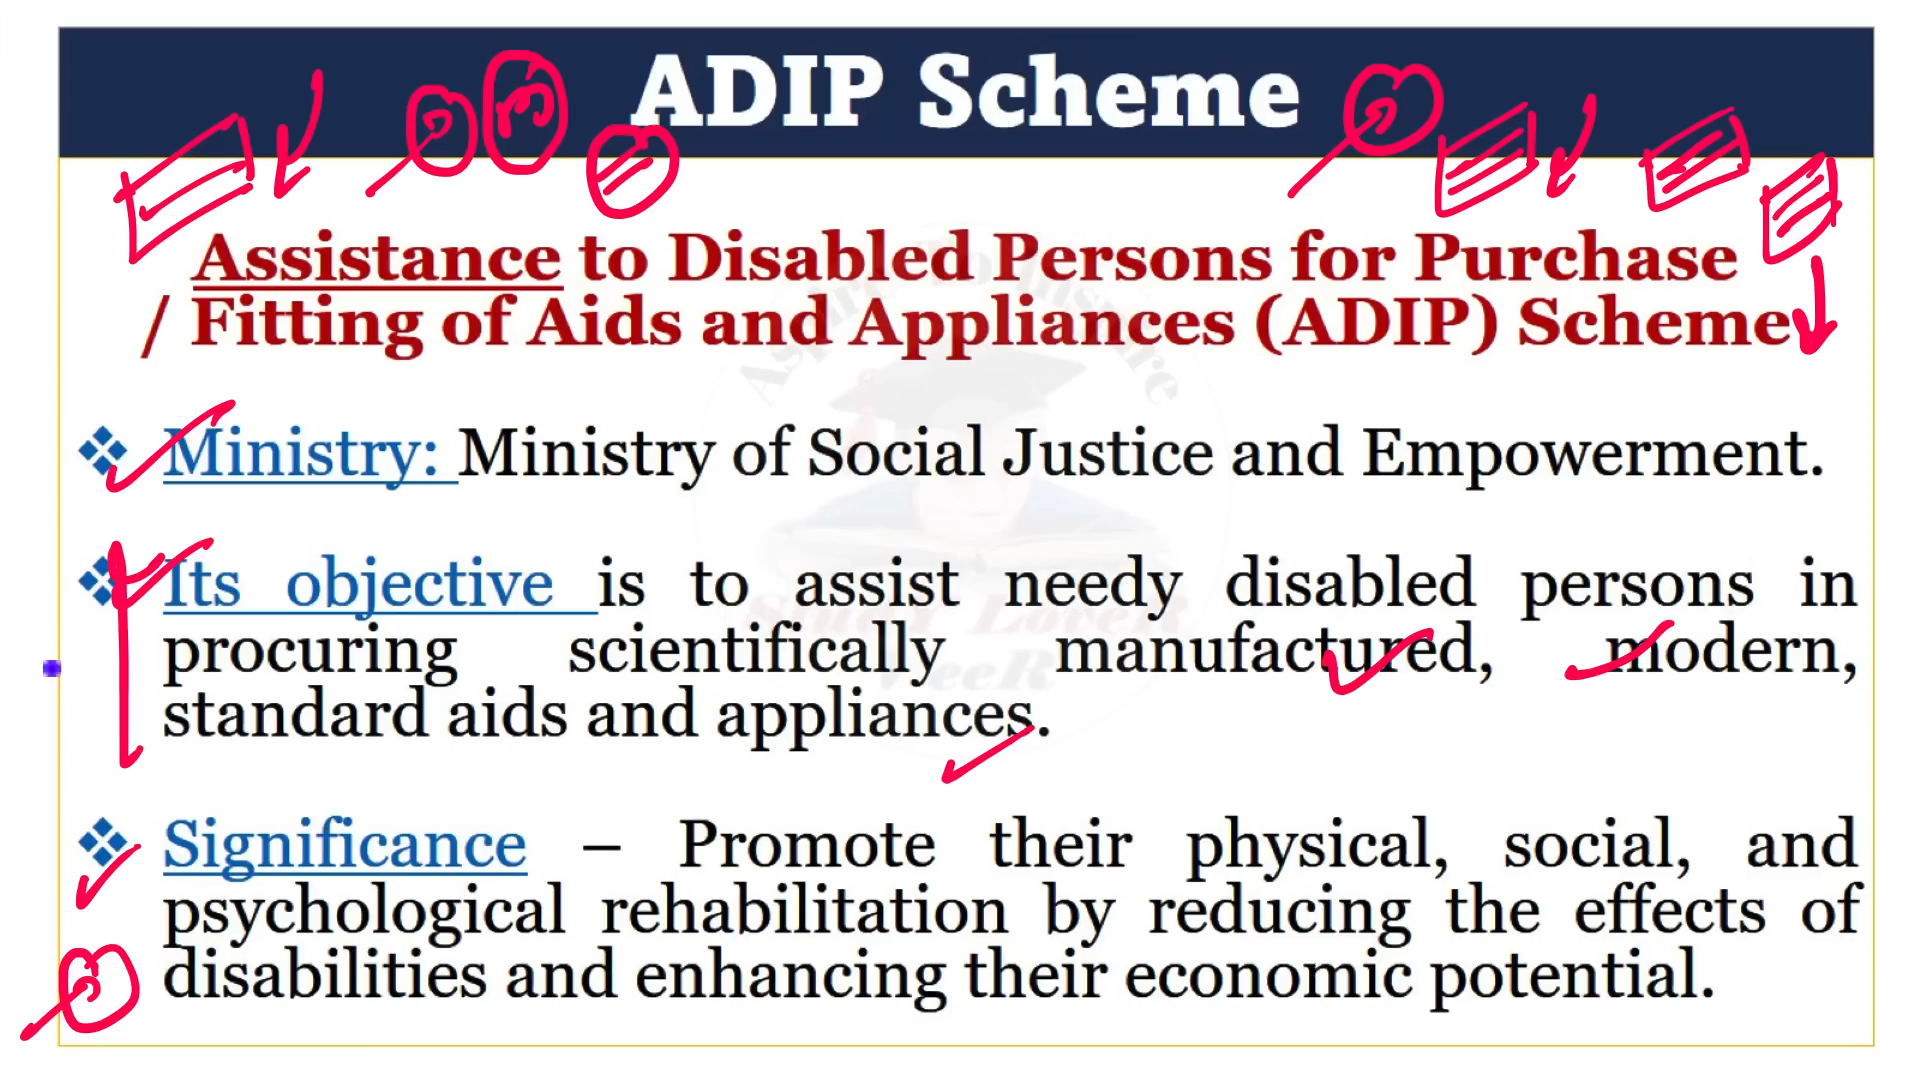 ADIP Scheme
Assistance to Disabled Persons for Purchase
/ Fitting of Aids and Appliances (ADIP) Scheme
Ministry: Ministry of Social Justice and Empowerment.
Its objective is to assist needy disabled persons in
procuring scientifically manufactured, modern,
standard aids and appliances.
Significance – Promote their physical, social, and
psychological rehabilitation by reducing the effects of
disabilities and enhancing their economic potential.